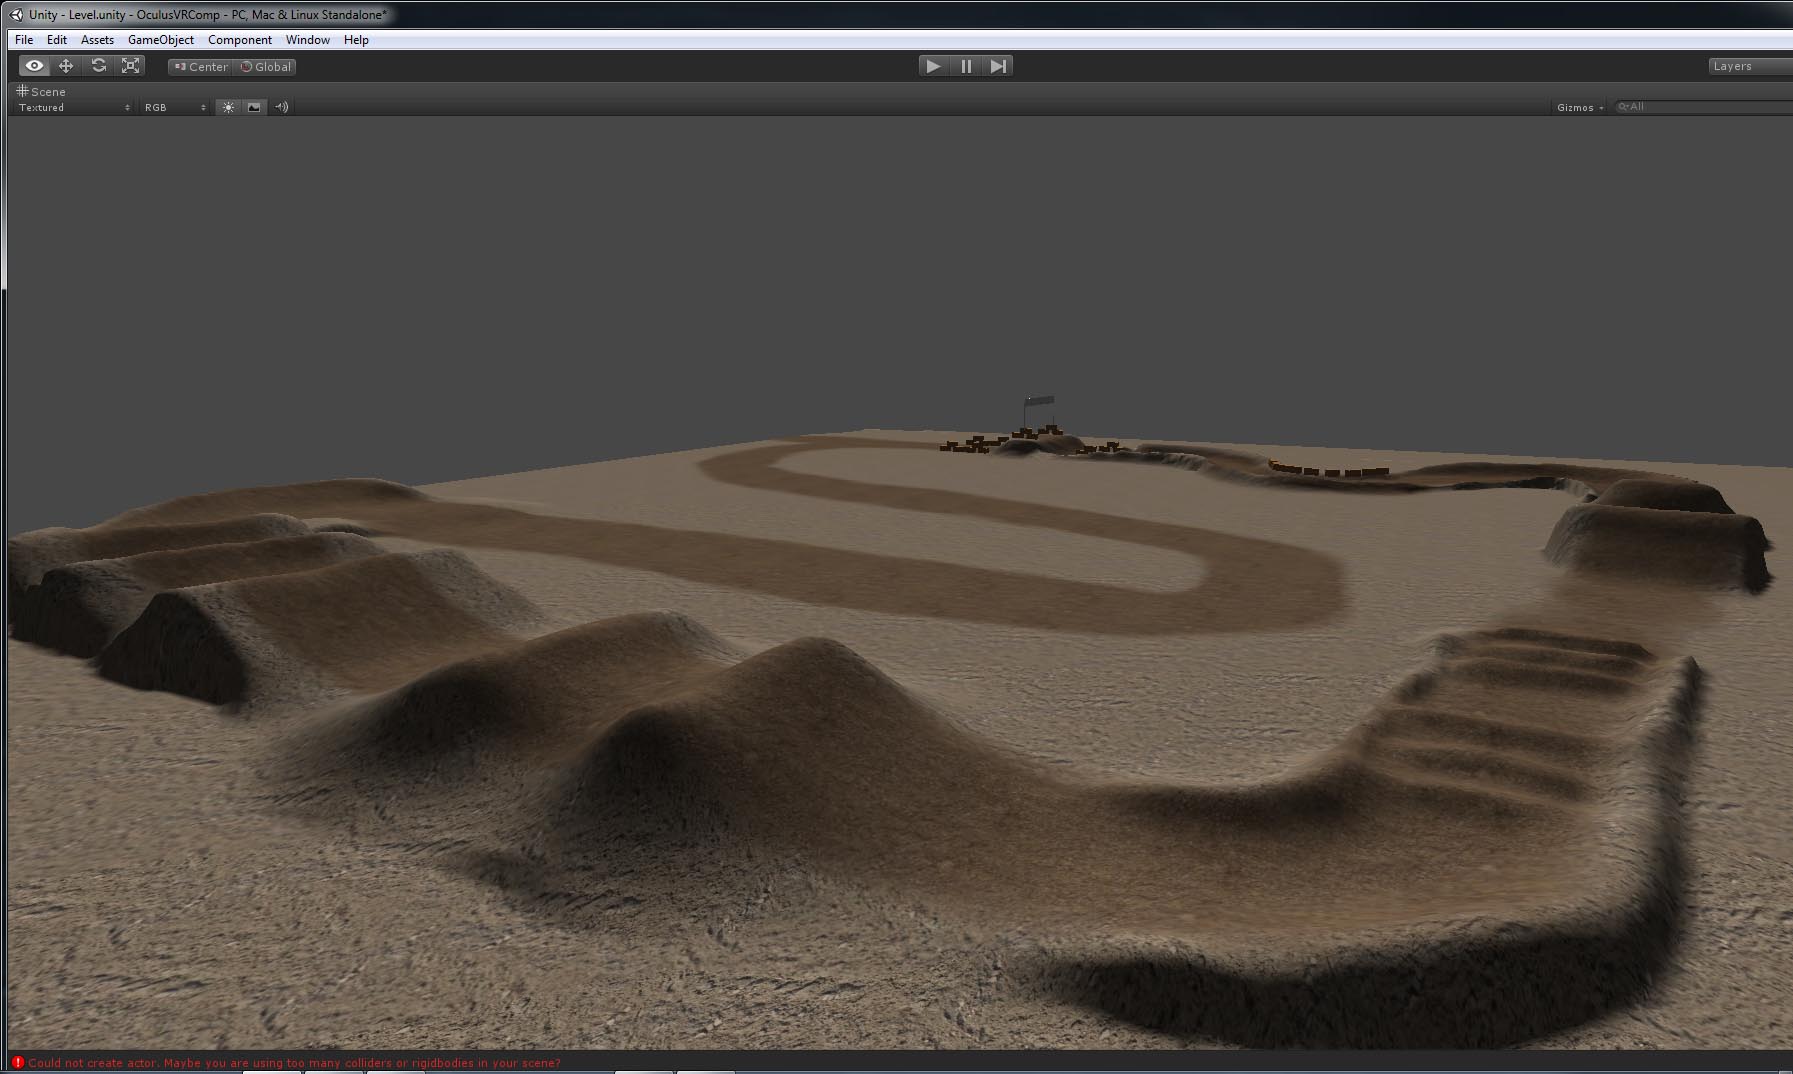 Unity - Level.unity - OculusVRComp - PC, Mac & Linux Standalone*
File Edit Assets GameObject Component Window Help
Center Global Layers
Scene
Textured RGB Gizmos All
Could not create actor. Maybe you are using too many colliders or rigidbodies in your scene?